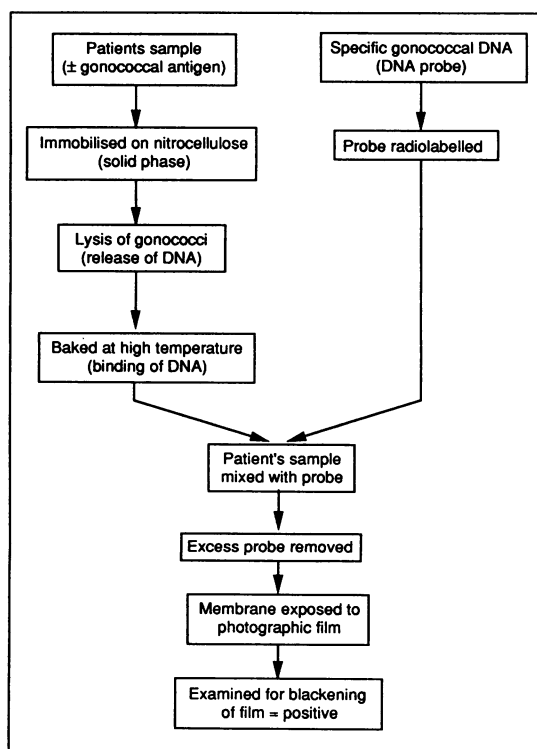 Patients sample
(± gonococcal antigen)
Specific gonococcal DNA
(DNA probe)
Immobilised on nitrocellulose
(solid phase)
Probe radiolabelled
Lysis of gonococci
(release of DNA)
Baked at high temperature
(binding of DNA)
Patient's sample
mixed with probe
Excess probe removed
Membrane exposed to
photographic film
Examined for blackening
of film = positive